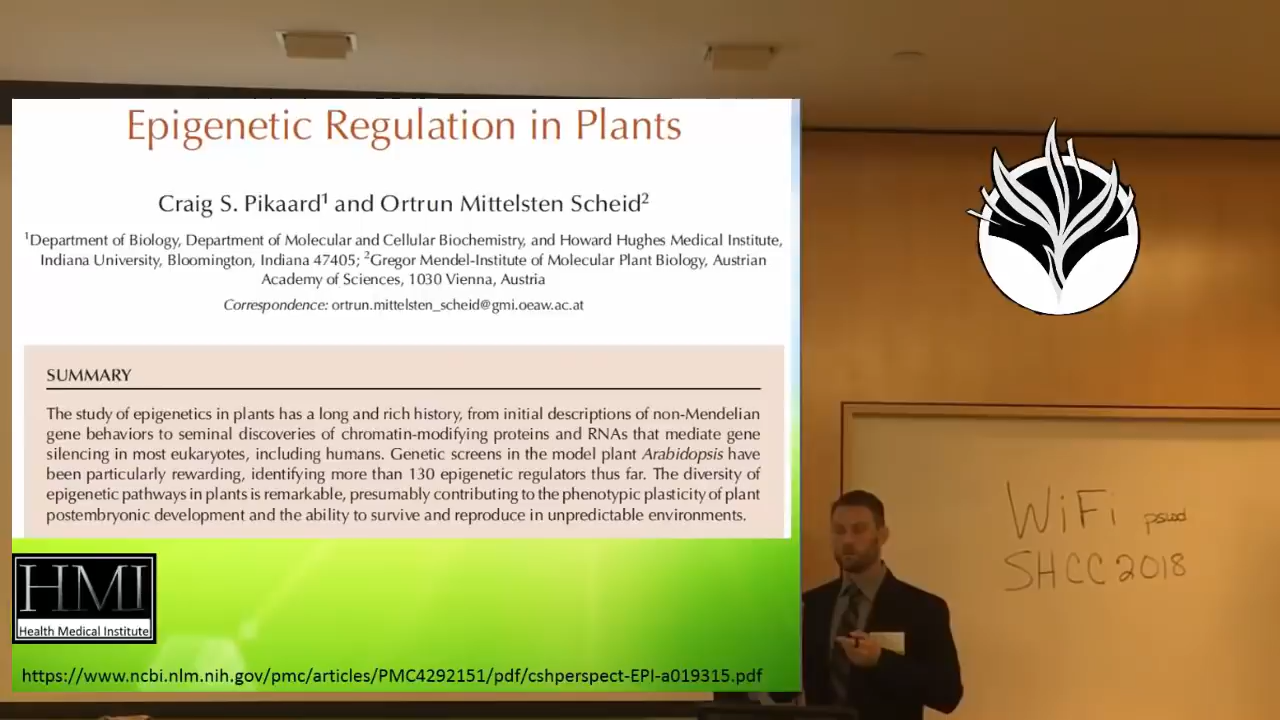 Epigenetic Regulation in Plants
Craig S. Pikaard¹ and Ortrun Mittelsten Scheid²
¹Department of Biology, Department of Molecular and Cellular Biochemistry, and Howard Hughes Medical Institute,
Indiana University, Bloomington, Indiana 47405; ²Gregor Mendel-Institute of Molecular Plant Biology, Austrian
Academy of Sciences, 1030 Vienna, Austria
Correspondence: ortrun.mittelsten_scheid@gmi.oeaw.ac.at
SUMMARY
The study of epigenetics in plants has a long and rich history, from initial descriptions of non-Mendelian
gene behaviors to seminal discoveries of chromatin-modifying proteins and RNAs that mediate gene
silencing in most eukaryotes, including humans. Genetic screens in the model plant Arabidopsis have
been particularly rewarding, identifying more than 130 epigenetic regulators thus far. The diversity of
epigenetic pathways in plants is remarkable, presumably contributing to the phenotypic plasticity of plant
postembryonic development and the ability to survive and reproduce in unpredictable environments.
HMI
Health Medical Institute
https://www.ncbi.nlm.nih.gov/pmc/articles/PMC4292151/pdf/cshperspect-EPI-a019315.pdf
WiFi pswd
SHCC2018